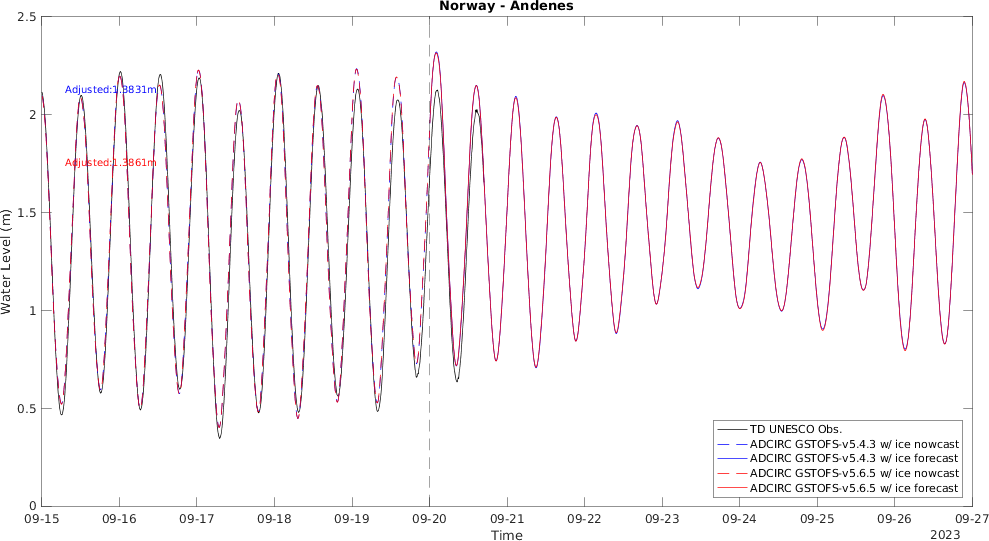 Norway - Andenes
2.5
2
1.5
1
0.5
0
Water Level (m)
Adjusted:1.3831m
Adjusted:1.3861m
TD UNESCO Obs.
ADCIRC GSTOFS-v5.4.3 w/ ice nowcast
ADCIRC GSTOFS-v5.4.3 w/ ice forecast
ADCIRC GSTOFS-v5.6.5 w/ ice nowcast
ADCIRC GSTOFS-v5.6.5 w/ ice forecast
09-15 09-16 09-17 09-18 09-19 09-20 09-21 09-22 09-23 09-24 09-25 09-26 09-27
Time
2023